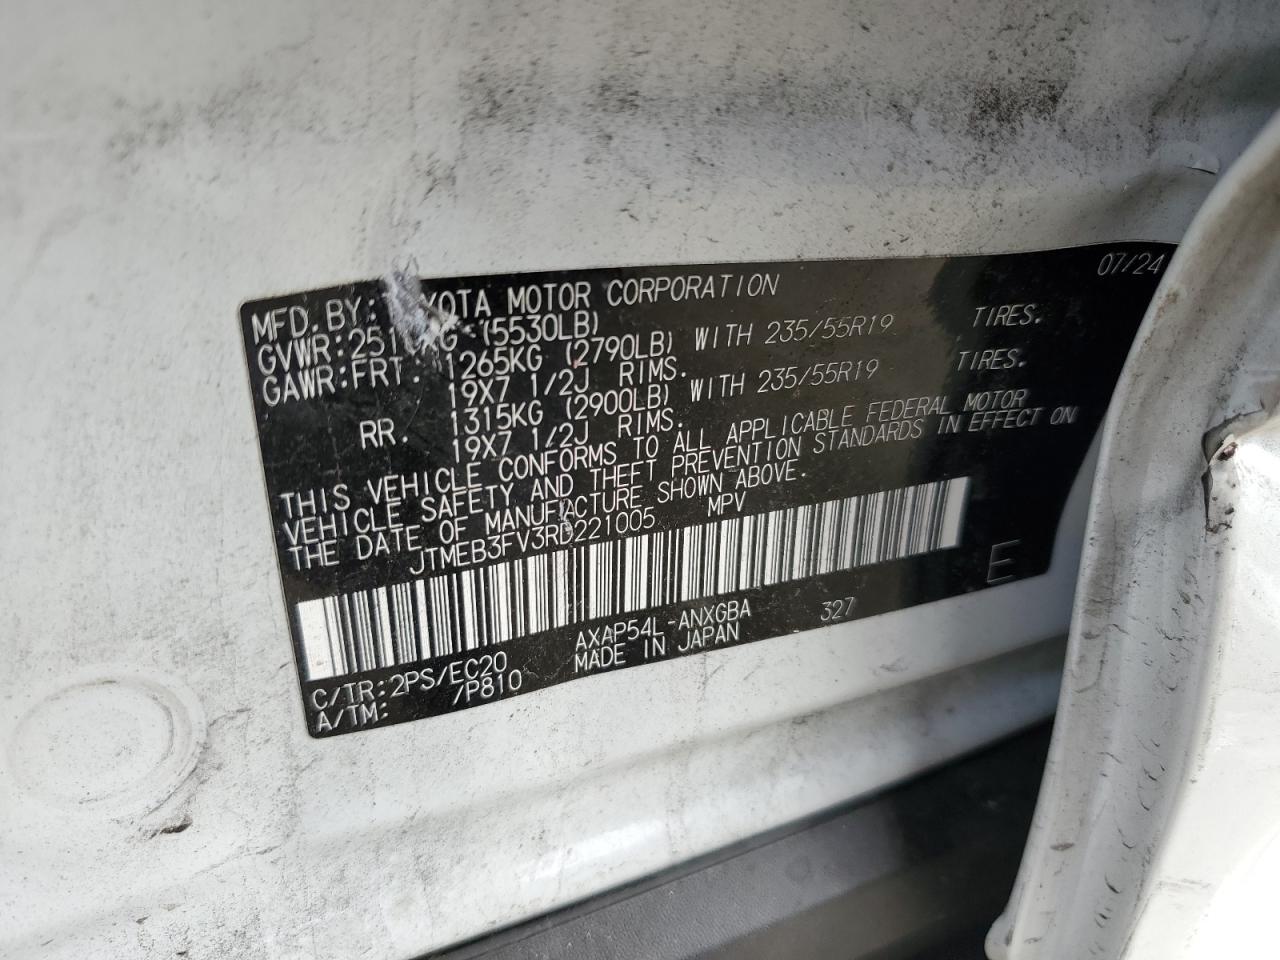 MFD.BY: TOYOTA MOTOR CORPORATION 07/24
GVWR: (5530LB)
GAWR:FRT. 1265KG (2790LB) WITH 235/55R19 TIRES.
19X7 1/2J RIMS.
RR. 1315KG (2900LB) WITH 235/55R19 TIRES.
19X7 1/2J RIMS.
THIS VEHICLE CONFORMS TO ALL APPLICABLE FEDERAL MOTOR
VEHICLE SAFETY AND THEFT PREVENTION STANDARDS IN EFFECT ON
THE DATE OF MANUFACTURE SHOWN ABOVE.
JTMEB3FV3RD221005 MPV
E
AXAP54L-ANXGBA 327
C/TR:2PS/EC20 MADE IN JAPAN
A/TM: /P810